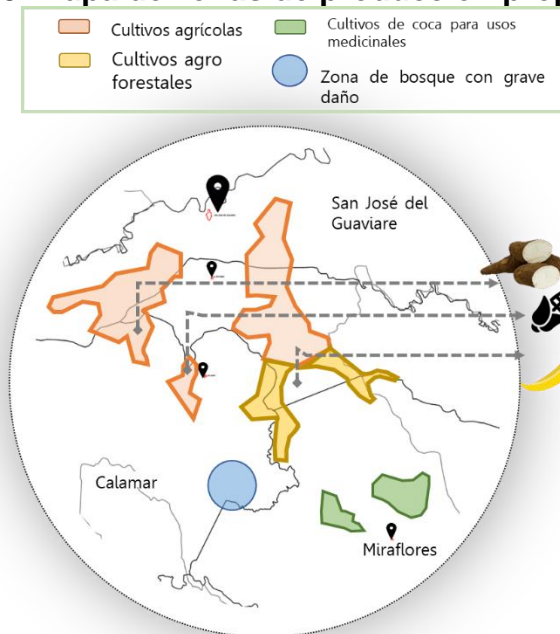 Cultivos agrícolas
Cultivos de coca para usos
medicinales
Cultivos agro
forestales
Zona de bosque con grave
daño
San José del
Guaviare
Calamar
Miraflores